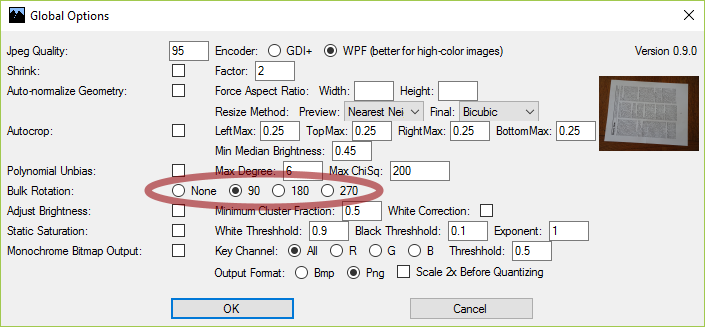 Global Options
Jpeg Quality: 95 Encoder: GDI+ WPF (better for high-color images) Version 0.9.0
Shrink: Factor: 2
Auto-normalize Geometry: Force Aspect Ratio: Width: Height:
Resize Method: Preview: Nearest Nei Final: Bicubic
Autocrop: LeftMax: 0.25 TopMax: 0.25 RightMax: 0.25 BottomMax: 0.25
Min Median Brightness: 0.45
Polynomial Unbias: Max Degree: 6 Max ChiSq: 200
Bulk Rotation: None 90 180 270
Adjust Brightness: Minimum Cluster Fraction: 0.5 White Correction:
Static Saturation: White Threshhold: 0.9 Black Threshhold: 0.1 Exponent: 1
Monochrome Bitmap Output: Key Channel: All R G B Threshhold: 0.5
Output Format: Bmp Png Scale 2x Before Quantizing
OK Cancel